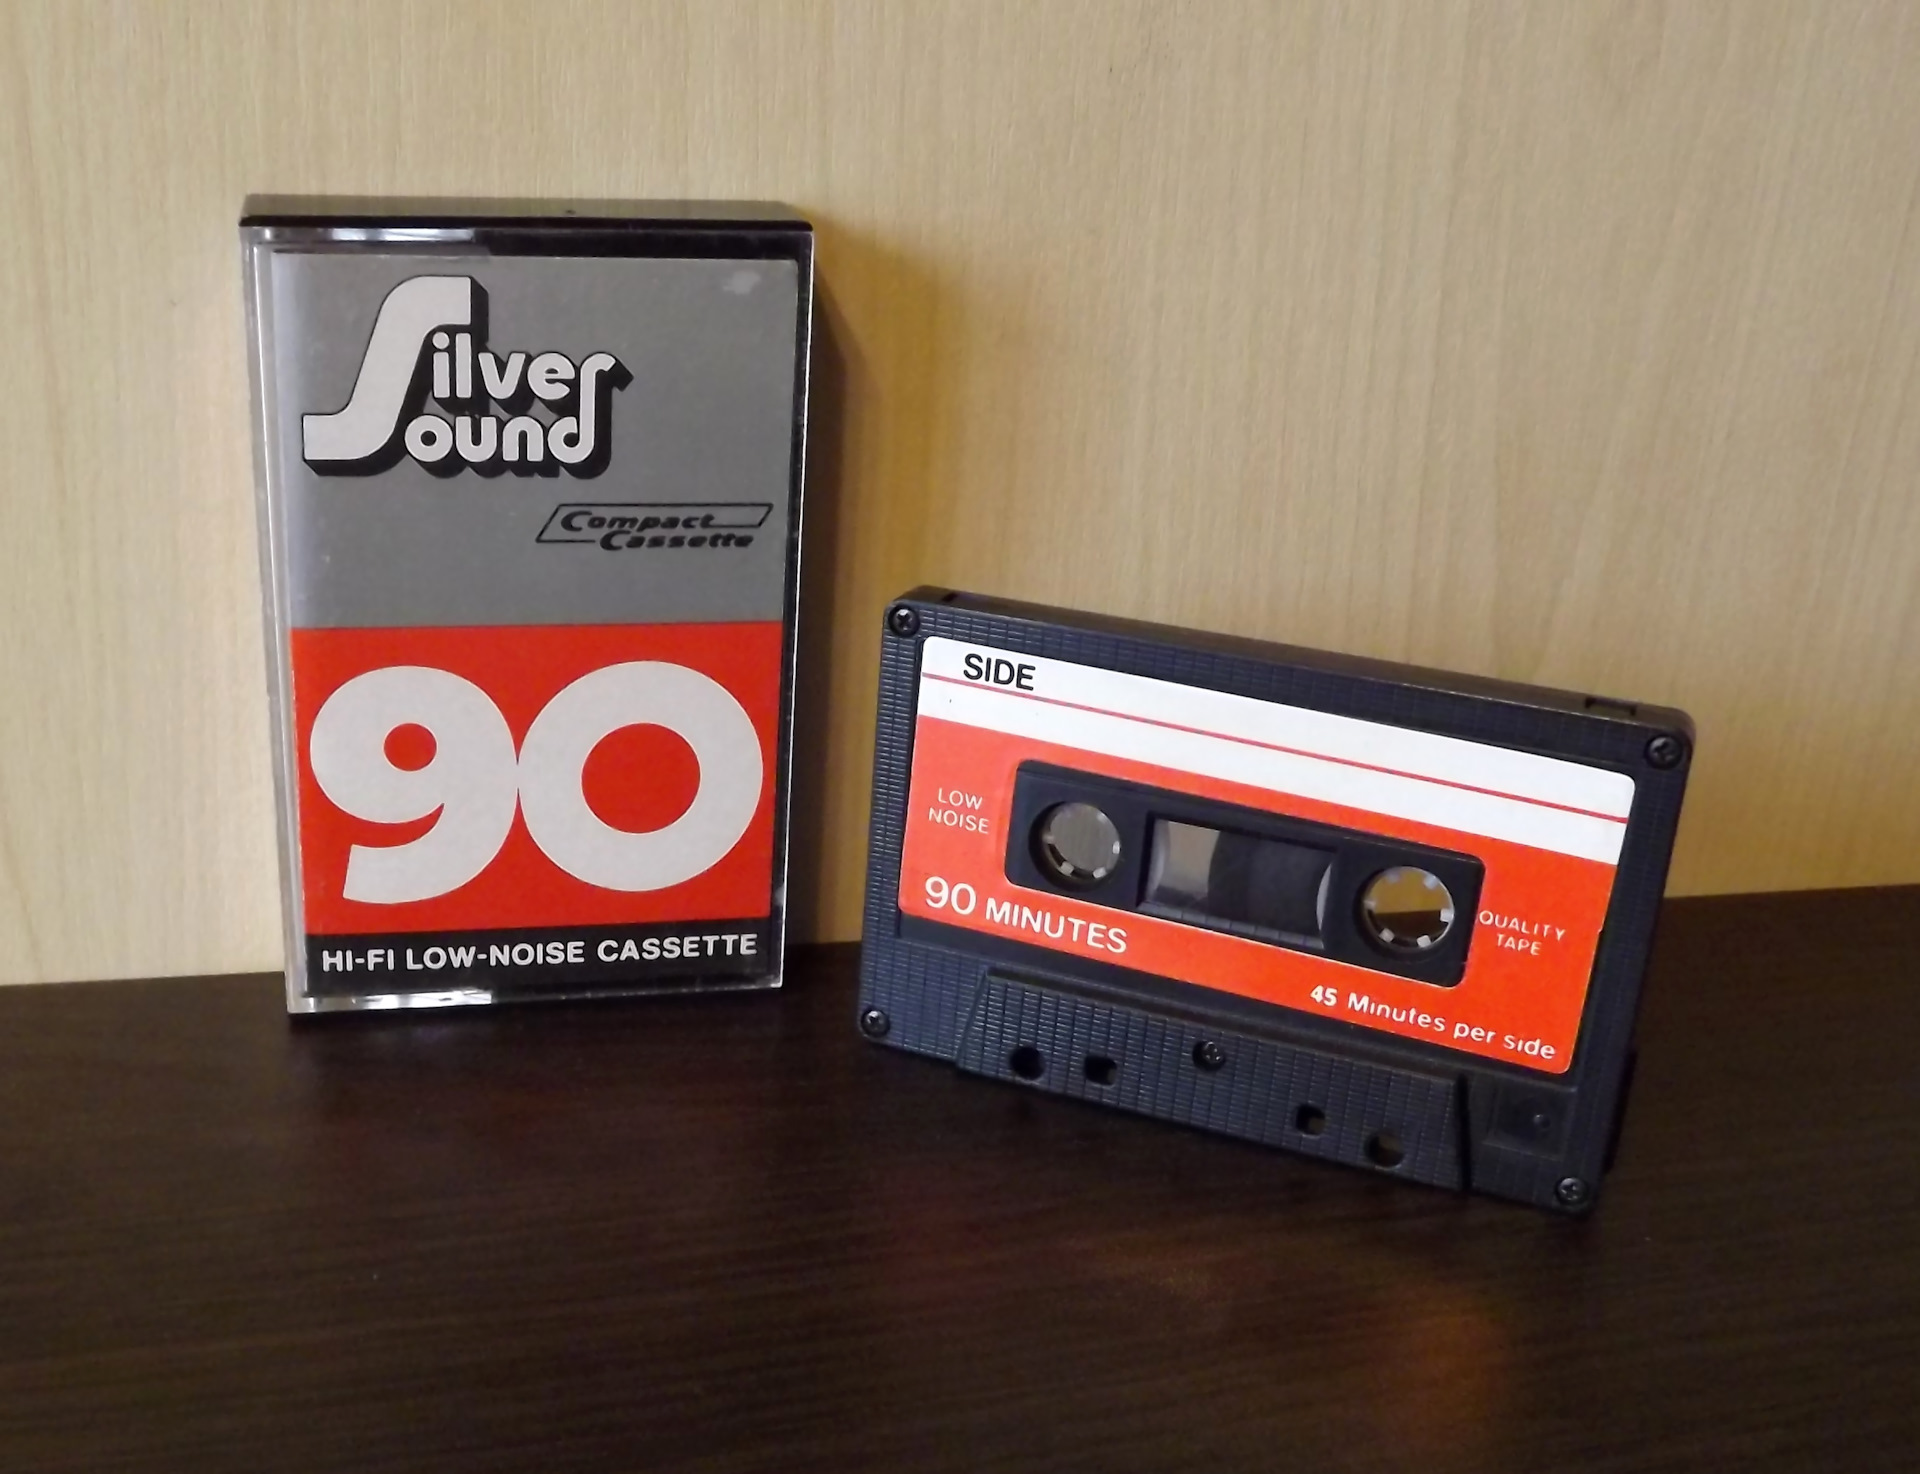 Silver
Sound
Compact
Cassette
90
HI-FI LOW-NOISE CASSETTE
SIDE
LOW
NOISE
90 MINUTES
QUALITY
TAPE
45 Minutes per side